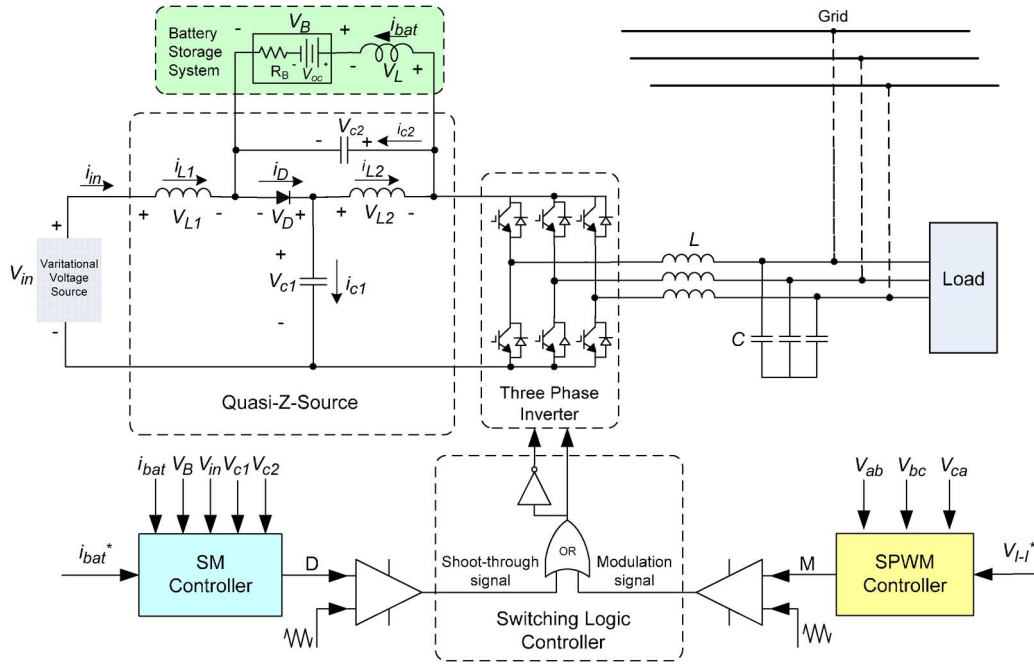 Battery
Storage
System
- V_B + i_bat
R_B - V_oc + - V_L +
Grid
- V_c2 + i_c2
i_in i_L1 i_D i_L2
+ V_L1 - - V_D + + V_L2 -
+
V_in
Varitational
Voltage
Source
-
+
V_c1
-
i_c1
Quasi-Z-Source
Three Phase
Inverter
L
C
Load
i_bat V_B V_in V_c1 V_c2
i_bat*
SM
Controller
D
Shoot-through
signal
OR
Modulation
signal
Switching Logic
Controller
M
V_ab V_bc V_ca
SPWM
Controller
V_l-l*